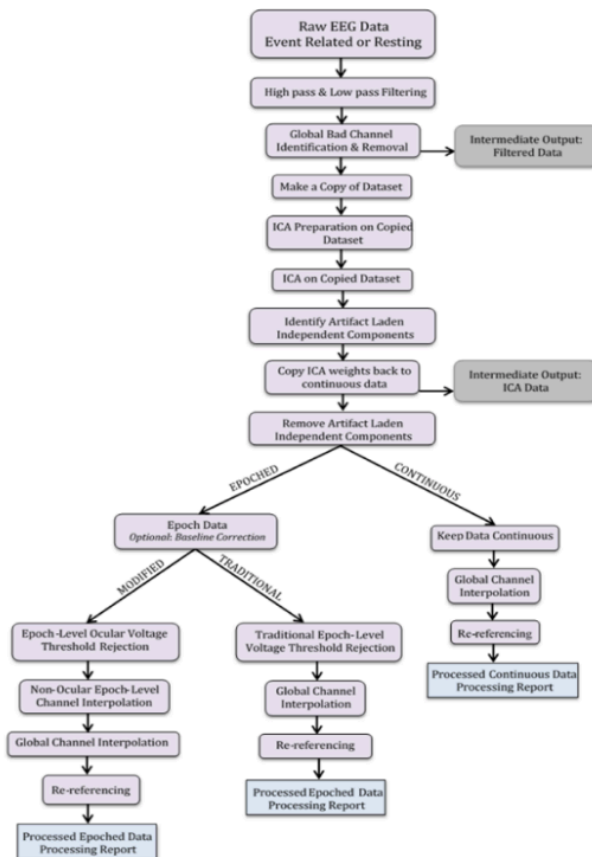 Raw EEG Data
Event Related or Resting
High pass & Low pass Filtering
Global Bad Channel
Identification & Removal
Intermediate Output:
Filtered Data
Make a Copy of Dataset
ICA Preparation on Copied
Dataset
ICA on Copied Dataset
Identify Artifact Laden
Independent Components
Copy ICA weights back to
continuous data
Intermediate Output:
ICA Data
Remove Artifact Laden
Independent Components
EPOCHED
CONTINUOUS
Epoch Data
Optional: Baseline Correction
Keep Data Continuous
MODIFIED
TRADITIONAL
Global Channel
Interpolation
Re-referencing
Processed Continuous Data
Processing Report
Epoch-Level Ocular Voltage
Threshold Rejection
Non-Ocular Epoch-Level
Channel Interpolation
Global Channel Interpolation
Re-referencing
Processed Epoched Data
Processing Report
Traditional Epoch-Level
Voltage Threshold Rejection
Global Channel
Interpolation
Re-referencing
Processed Epoched Data
Processing Report